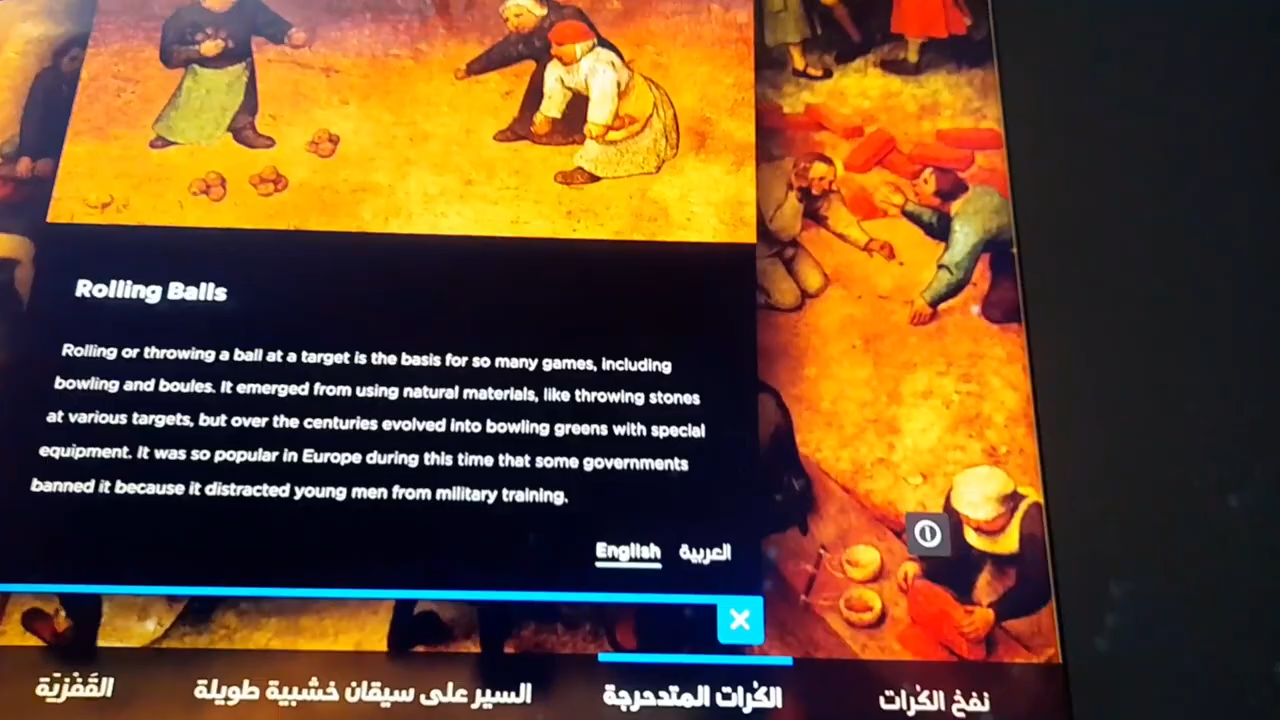 Rolling Balls
Rolling or throwing a ball at a target is the basis for so many games, including
bowling and boules. It emerged from using natural materials, like throwing stones
at various targets, but over the centuries evolved into bowling greens with special
equipment. It was so popular in Europe during this time that some governments
banned it because it distracted young men from military training.
English العربية
نفخ الكُرات
الكُرات المتدحرجة
السير على سيقان خشبية طويلة
القَفْزيّة